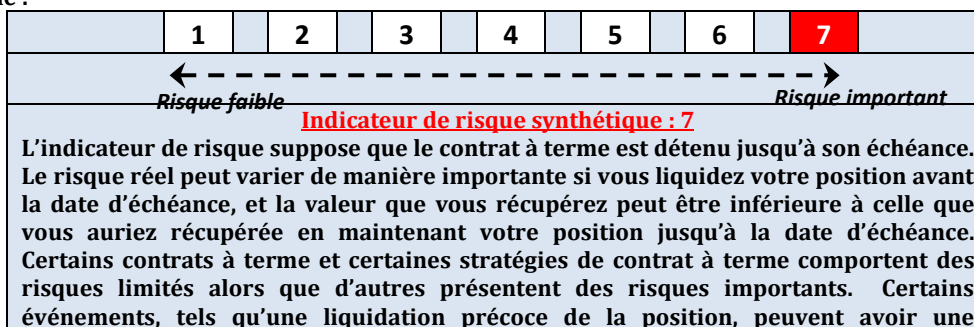 1 2 3 4 5 6 7
Risque faible Risque important
Indicateur de risque synthétique : 7
L’indicateur de risque suppose que le contrat à terme est détenu jusqu’à son échéance.
Le risque réel peut varier de manière importante si vous liquidez votre position avant
la date d’échéance, et la valeur que vous récupérez peut être inférieure à celle que
vous auriez récupérée en maintenant votre position jusqu’à la date d’échéance.
Certains contrats à terme et certaines stratégies de contrat à terme comportent des
risques limités alors que d’autres présentent des risques importants. Certains
événements, tels qu’une liquidation précoce de la position, peuvent avoir une